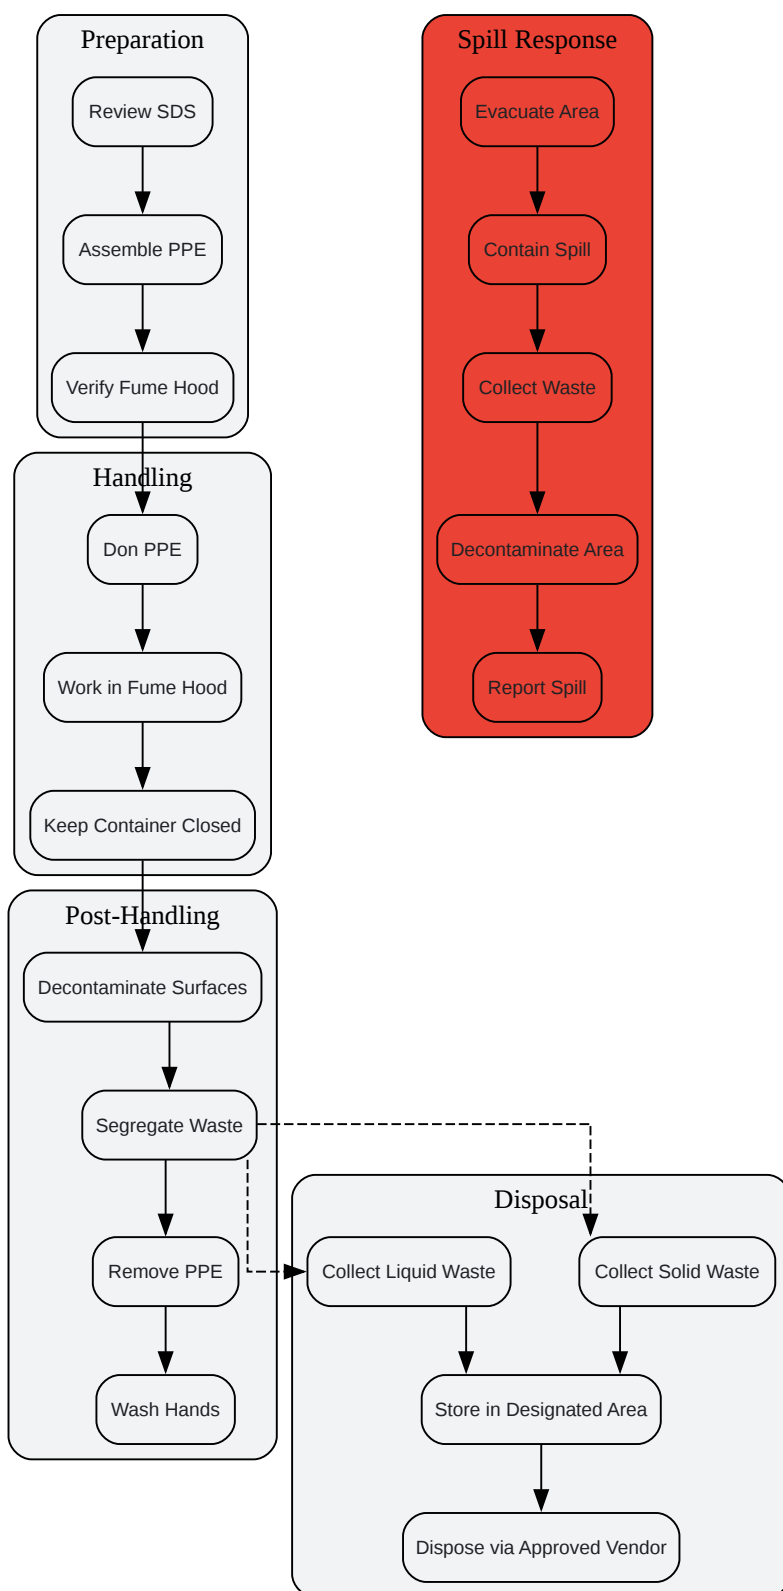 Preparation
Review SDS
Assemble PPE
Verify Fume Hood
Handling
Don PPE
Work in Fume Hood
Keep Container Closed
Post-Handling
Decontaminate Surfaces
Segregate Waste
Remove PPE
Wash Hands
Spill Response
Evacuate Area
Contain Spill
Collect Waste
Decontaminate Area
Report Spill
Disposal
Collect Liquid Waste
Collect Solid Waste
Store in Designated Area
Dispose via Approved Vendor